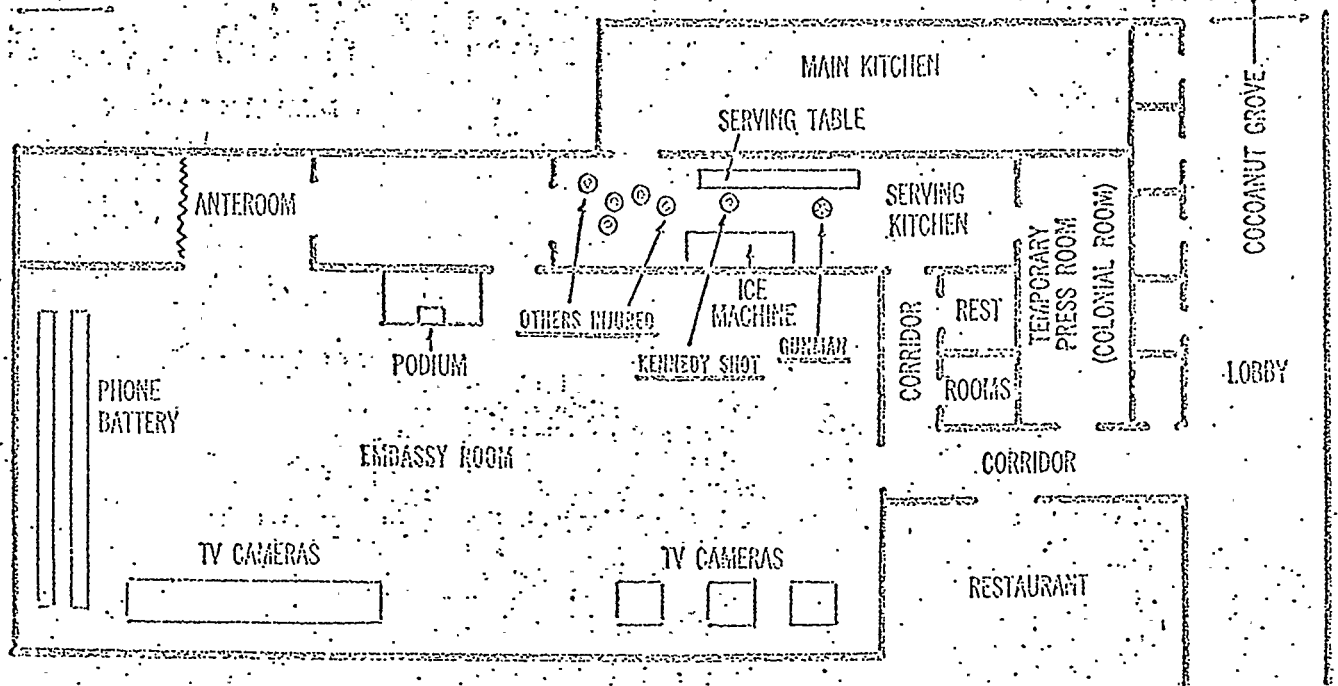 MAIN KITCHEN
SERVING TABLE
COCOANUT GROVE
ANTEROOM
SERVING
KITCHEN
TEMPORARY
PRESS ROOM
(COLONIAL ROOM)
OTHERS INJURED
ICE
MACHINE
KENNEDY SHOT
GUNMAN
CORRIDOR
REST
ROOMS
PODIUM
LOBBY
PHONE
BATTERY
EMBASSY ROOM
CORRIDOR
TV CAMERAS
TV CAMERAS
RESTAURANT